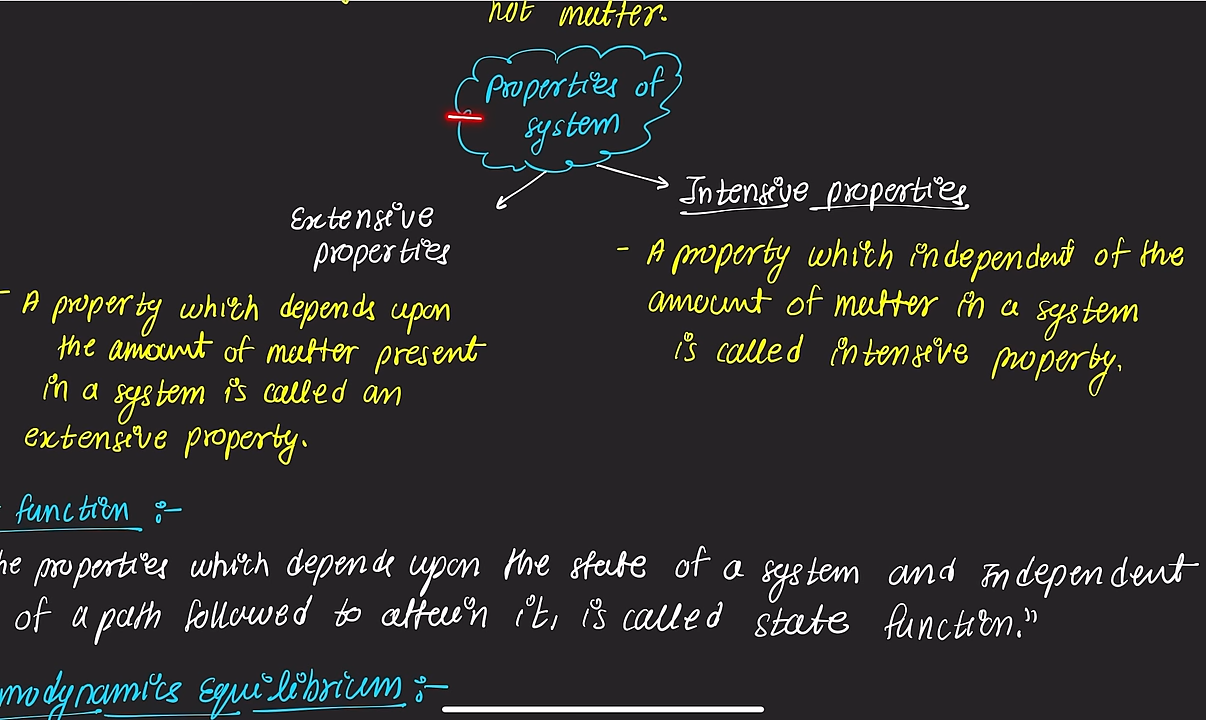 not matter.
Properties of
system
Extensive
properties
Intensive properties
- A property which depends upon
the amount of matter present
in a system is called an
extensive property.
- A property which independent of the
amount of matter in a system
is called intensive property.
function :-
he properties which depends upon the state of a system and Independent
of a path followed to attain it, is called state function."
modynamics Equilibrium :-